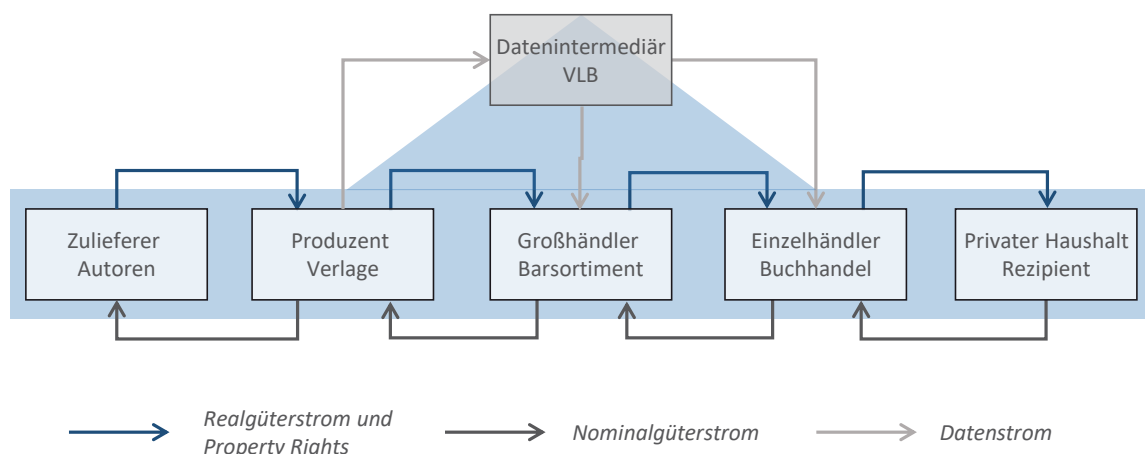 Datenintermediär
VLB
Zulieferer
Autoren
Produzent
Verlage
Großhändler
Barsortiment
Einzelhändler
Buchhandel
Privater Haushalt
Rezipient
Realgüterstrom und
Property Rights
Nominalgüterstrom
Datenstrom